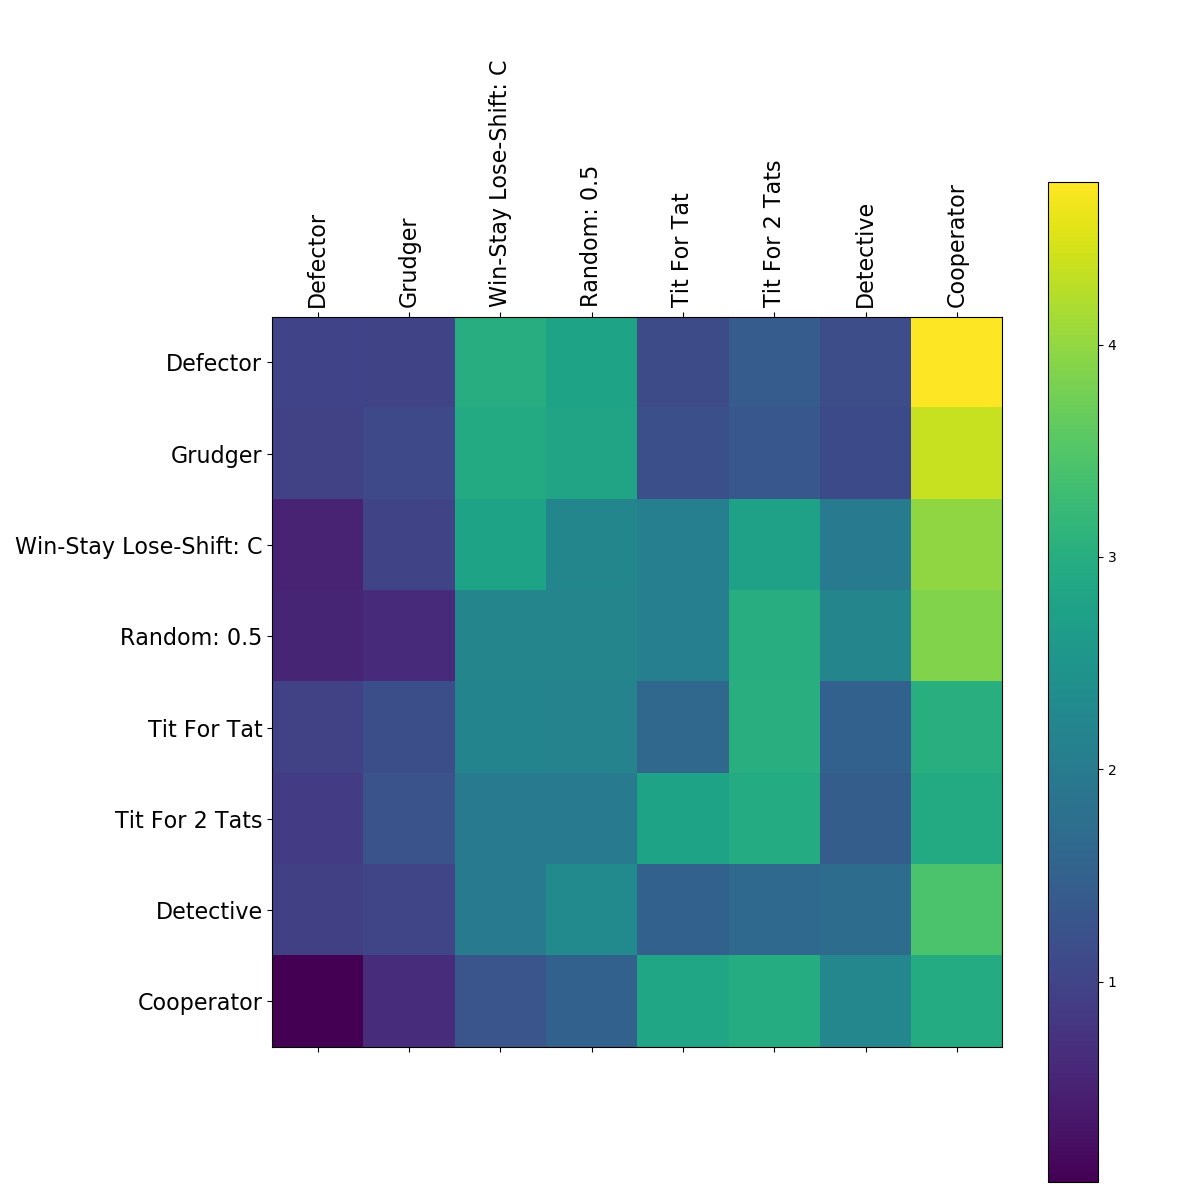 Defector
Grudger
Win-Stay Lose-Shift: C
Random: 0.5
Tit For Tat
Tit For 2 Tats
Detective
Cooperator
Defector
Grudger
Win-Stay Lose-Shift: C
Random: 0.5
Tit For Tat
Tit For 2 Tats
Detective
Cooperator
4
3
2
1